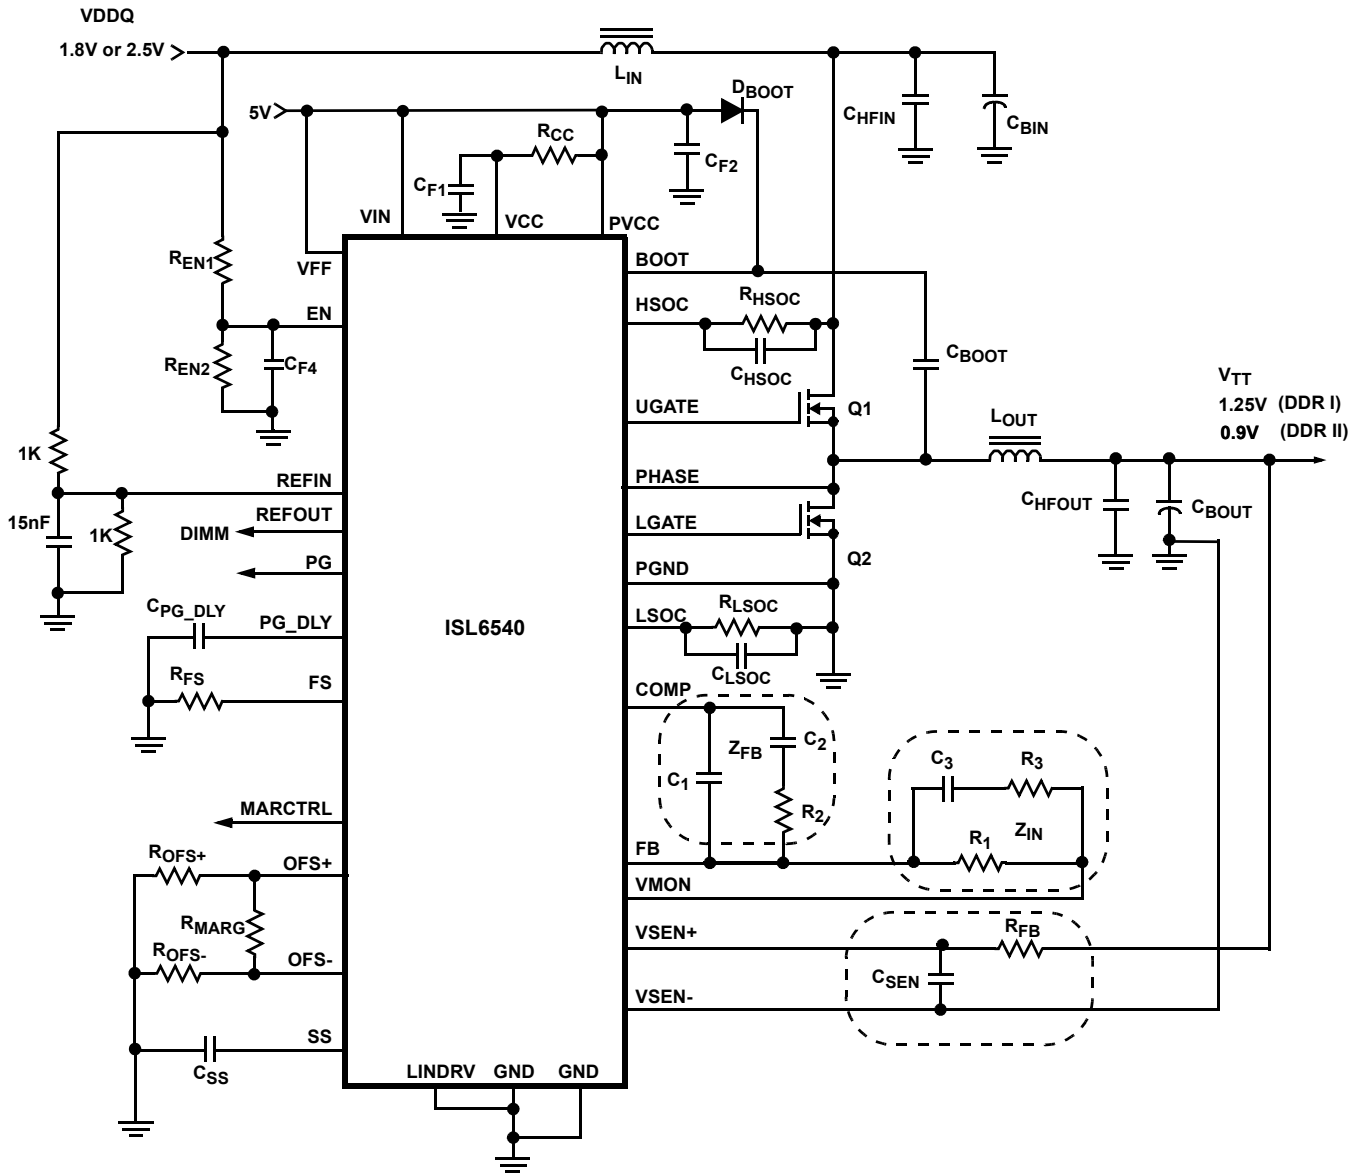 VDDQ
1.8V or 2.5V
LIN
5V
DBOOT
CHFIN
CBIN
RCC
CF2
CF1
VIN
VCC
PVCC
REN1
VFF
BOOT
HSOC
RHSOC
CHSOC
EN
REN2
CF4
CBOOT
VTT
1.25V (DDR I)
0.9V (DDR II)
UGATE
Q1
LOUT
1K
REFIN
PHASE
CHFOUT
CBOUT
15nF
1K
REFOUT
DIMM
LGATE
Q2
PG
PGND
CPG_DLY
PG_DLY
ISL6540
LSOC
RLSOC
CLSOC
RFS
FS
COMP
ZFB
C2
C1
R2
C3
R3
ZIN
R1
MARCTRL
FB
ROFS+
OFS+
VMON
RMARG
VSEN+
RFB
ROFS-
OFS-
CSEN
VSEN-
SS
CSS
LINDRV
GND
GND